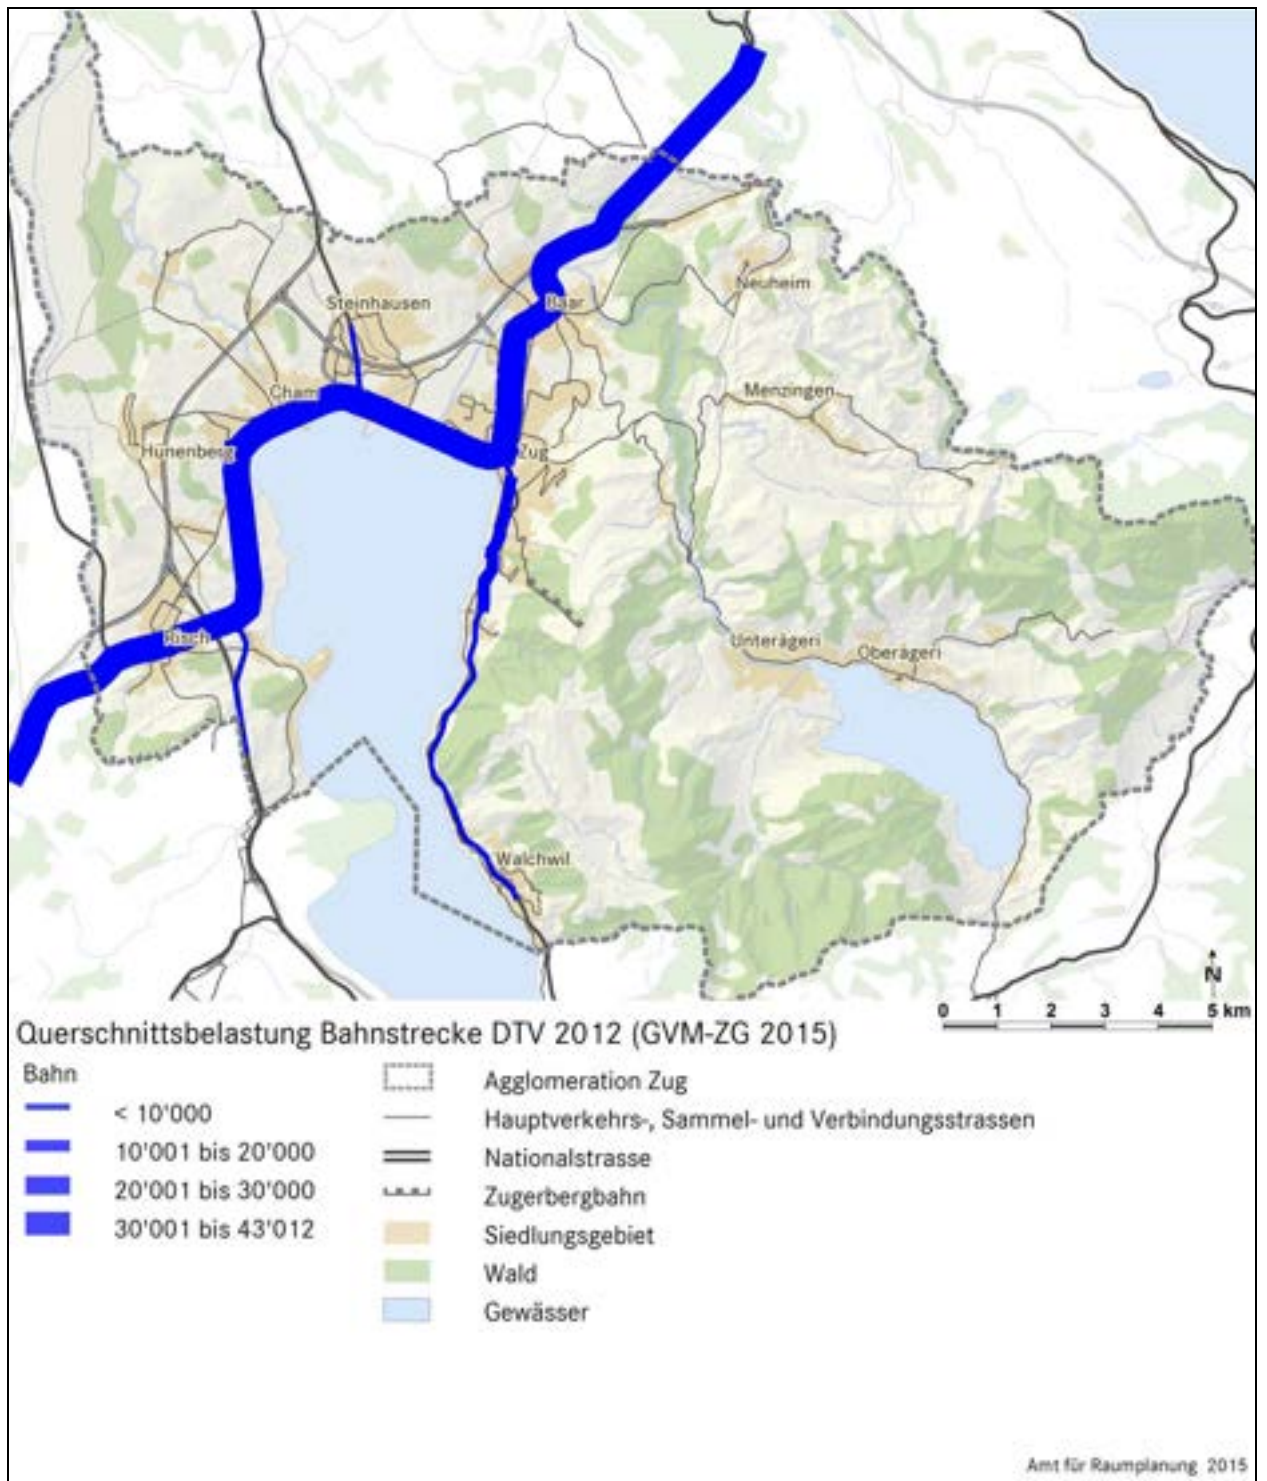 Neuheim
Steinhausen
Baar
Cham
Menzingen
Hünenberg
Zug
Risch
Unterägeri
Oberägeri
Walchwil
N
0 1 2 3 4 5 km
Querschnittsbelastung Bahnstrecke DTV 2012 (GVM-ZG 2015)
Bahn
< 10'000
10'001 bis 20'000
20'001 bis 30'000
30'001 bis 43'012
Agglomeration Zug
Hauptverkehrs-, Sammel- und Verbindungsstrassen
Nationalstrasse
Zugerbergbahn
Siedlungsgebiet
Wald
Gewässer
Amt für Raumplanung 2015